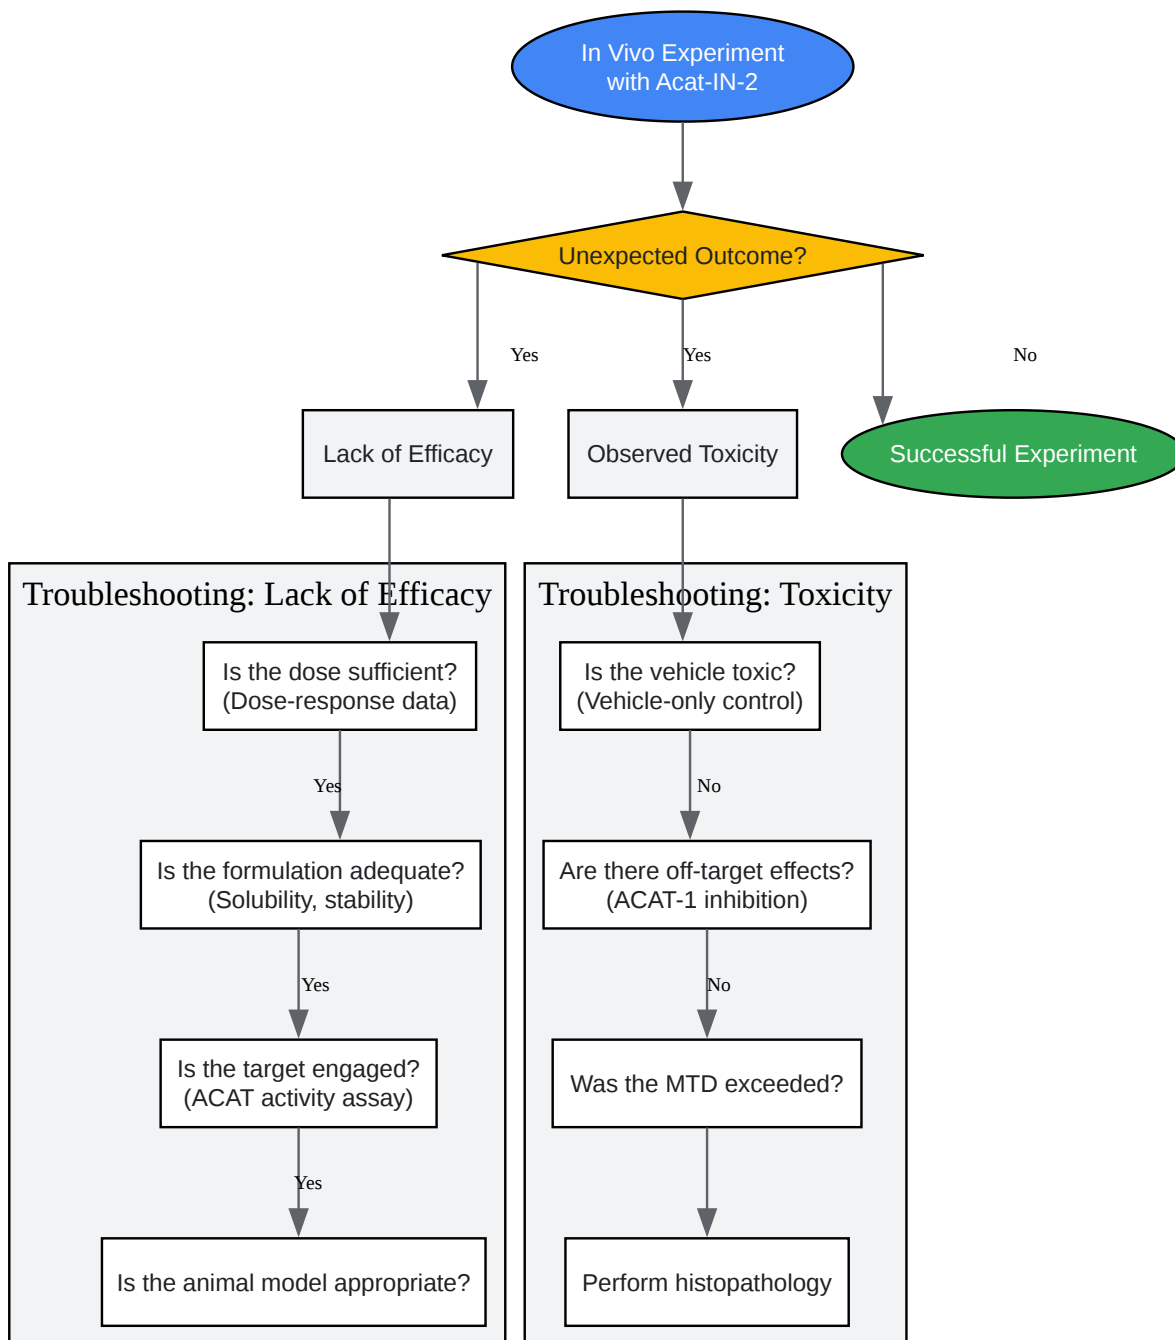 In Vivo Experiment
with Acat-IN-2
Unexpected Outcome?
Yes
Yes
No
Lack of Efficacy
Observed Toxicity
Successful Experiment
Troubleshooting: Lack of Efficacy
Troubleshooting: Toxicity
Is the dose sufficient?
(Dose-response data)
Is the vehicle toxic?
(Vehicle-only control)
Yes
No
Is the formulation adequate?
(Solubility, stability)
Are there off-target effects?
(ACAT-1 inhibition)
Yes
No
Is the target engaged?
(ACAT activity assay)
Was the MTD exceeded?
Yes
Is the animal model appropriate?
Perform histopathology